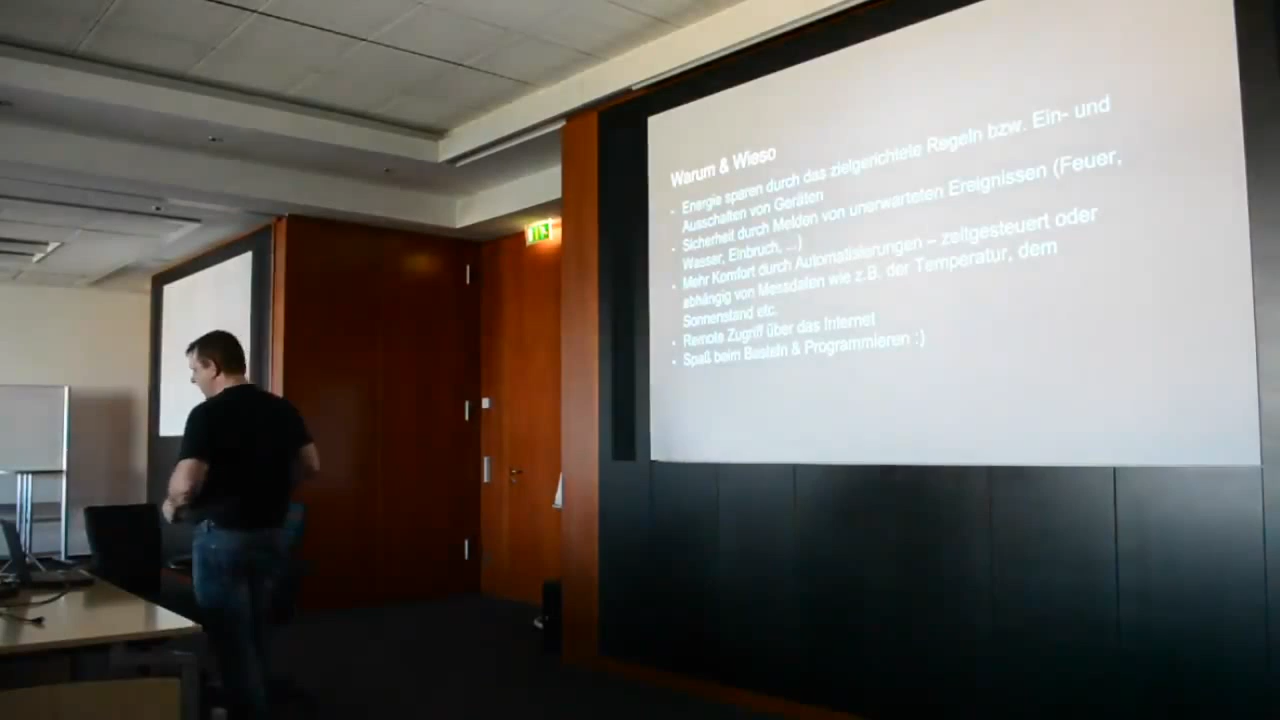 Warum & Wieso
- Energie sparen durch das zielgerichtete Regeln bzw. Ein- und
Ausschalten von Geräten
- Sicherheit durch Melden von unerwarteten Ereignissen (Feuer,
Wasser, Einbruch, ...)
- Mehr Komfort durch Automatisierungen – zeitgesteuert oder
abhängig von Messdaten wie z.B. der Temperatur, dem
Sonnenstand etc.
- Remote Zugriff über das Internet
- Spaß beim Basteln & Programmieren :)